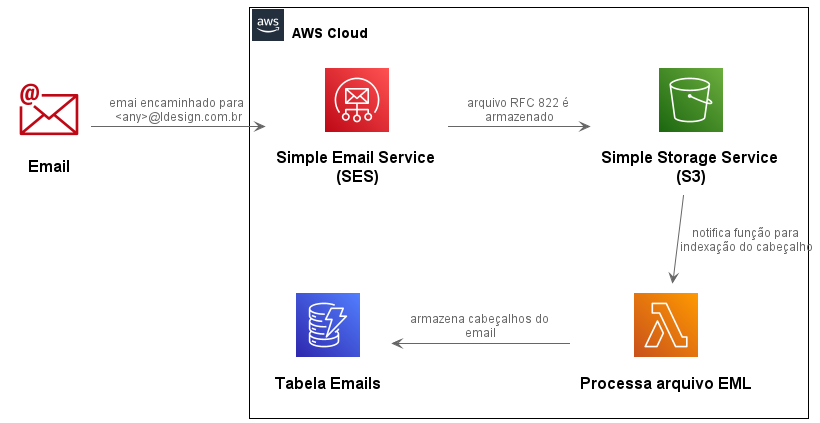 aws
AWS Cloud
@
emai encaminhado para
<any>@ldesign.com.br
Email
Simple Email Service
(SES)
arquivo RFC 822 é
armazenado
Simple Storage Service
(S3)
notifica função para
indexação do cabeçalho
Tabela Emails
armazena cabeçalhos do
email
Processa arquivo EML